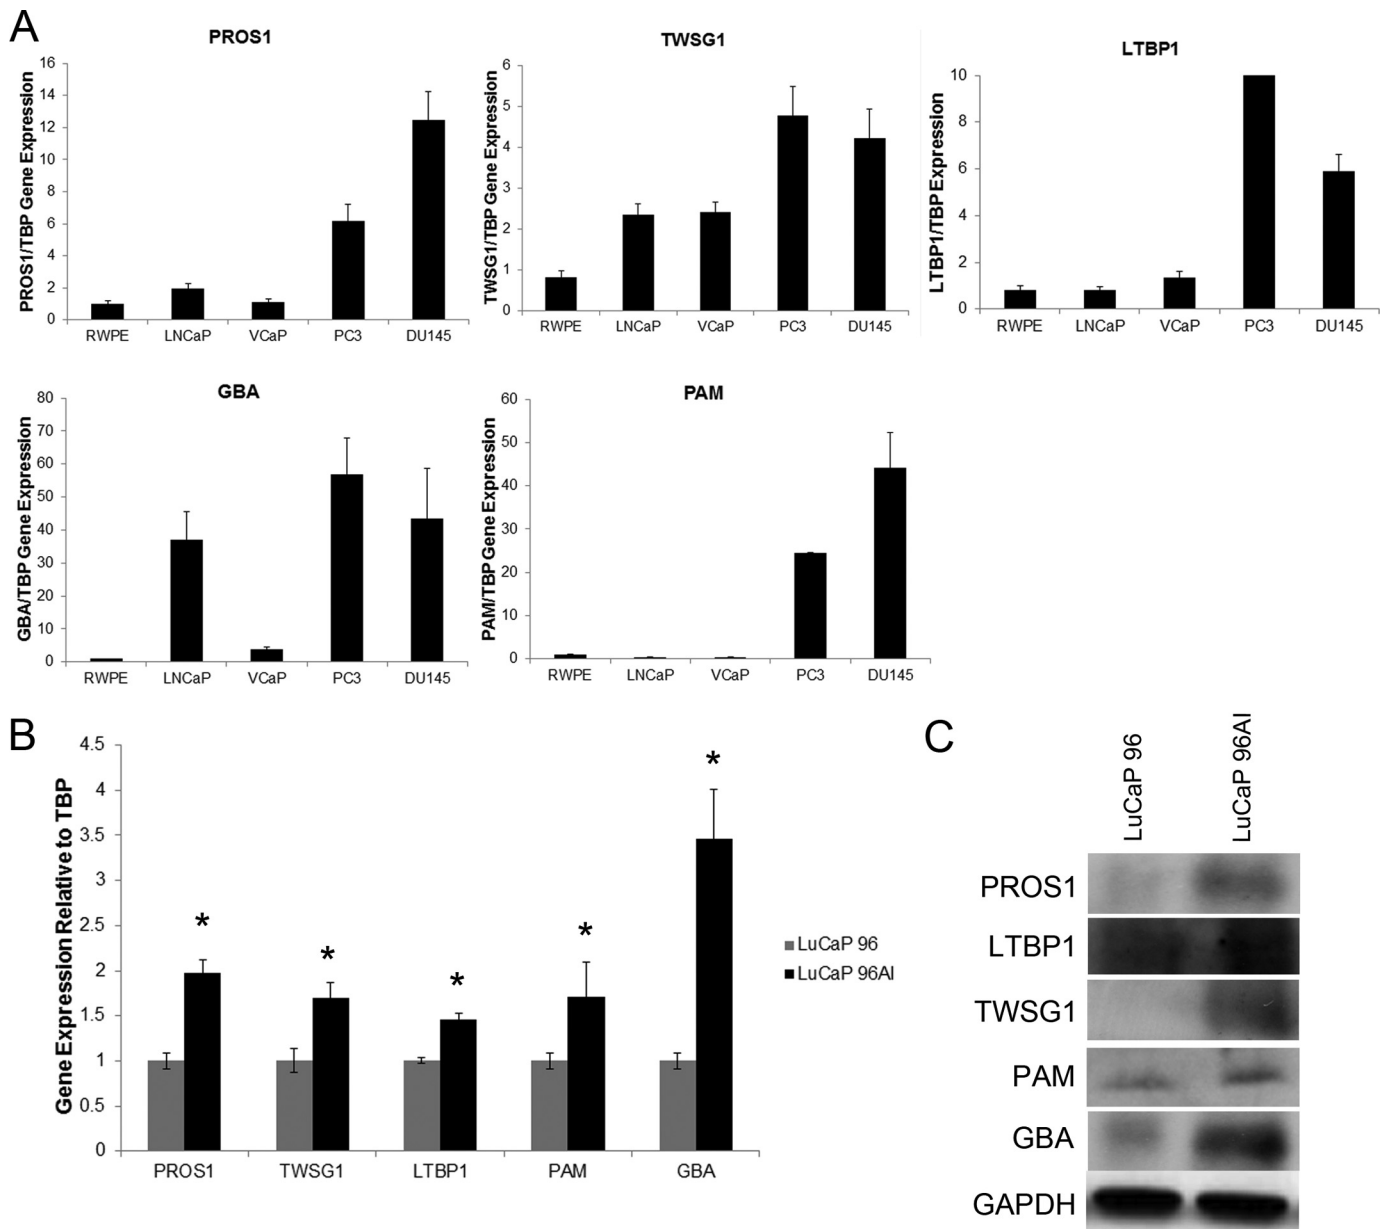 A
PROS1
PROS1/TBP Gene Expression
16
14
12
10
8
6
4
2
0
RWPE LNCaP VCaP PC3 DU145
TWSG1
TWSG1/TBP Gene Expression
6
5
4
3
2
1
0
RWPE LNCaP VCaP PC3 DU145
LTBP1
LTBP1/TBP Expression
10
8
6
4
2
0
RWPE LNCaP VCaP PC3 DU145
GBA
GBA/TBP Gene Expression
80
70
60
50
40
30
20
10
0
RWPE LNCaP VCaP PC3 DU145
PAM
PAM/TBP Gene Expression
60
50
40
30
20
10
0
RWPE LNCaP VCaP PC3 DU145
B
Gene Expression Relative to TBP
4.5
4
3.5
3
2.5
2
1.5
1
0.5
0
* * * * *
PROS1 TWSG1 LTBP1 PAM GBA
LuCaP 96
LuCaP 96AI
C
LuCaP 96
LuCaP 96AI
PROS1
LTBP1
TWSG1
PAM
GBA
GAPDH